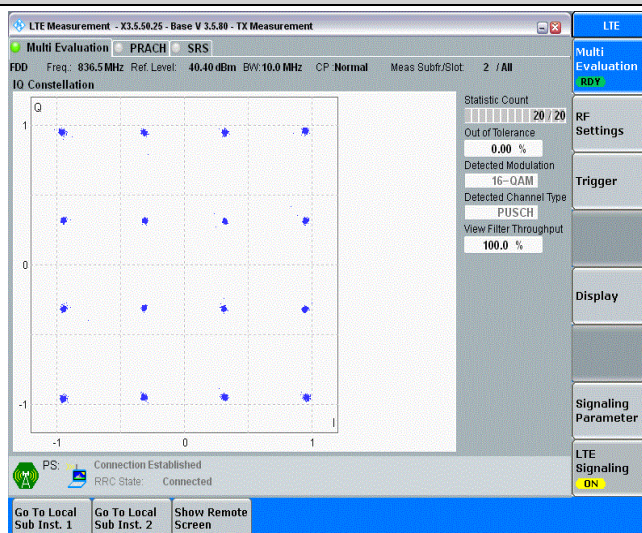 LTE Measurement - X3.5.50.25 - Base V 3.5.80 - TX Measurement
LTE
Multi Evaluation PRACH SRS
FDD Freq.: 836.5 MHz Ref. Level: 40.40 dBm BW: 10.0 MHz CP :Normal Meas Subfr./Slot: 2 / All
IQ Constellation
Q
1
0
-1
-1 0 1
I
Statistic Count
20 / 20
Out of Tolerance
0.00 %
Detected Modulation
16-QAM
Detected Channel Type
PUSCH
View Filter Throughput
100.0 %
Multi
Evaluation
RDY
RF
Settings
Trigger
Display
Signaling
Parameter
LTE
Signaling
ON
PS: Connection Established
RRC State: Connected
Go To Local
Sub Inst. 1
Go To Local
Sub Inst. 2
Show Remote
Screen